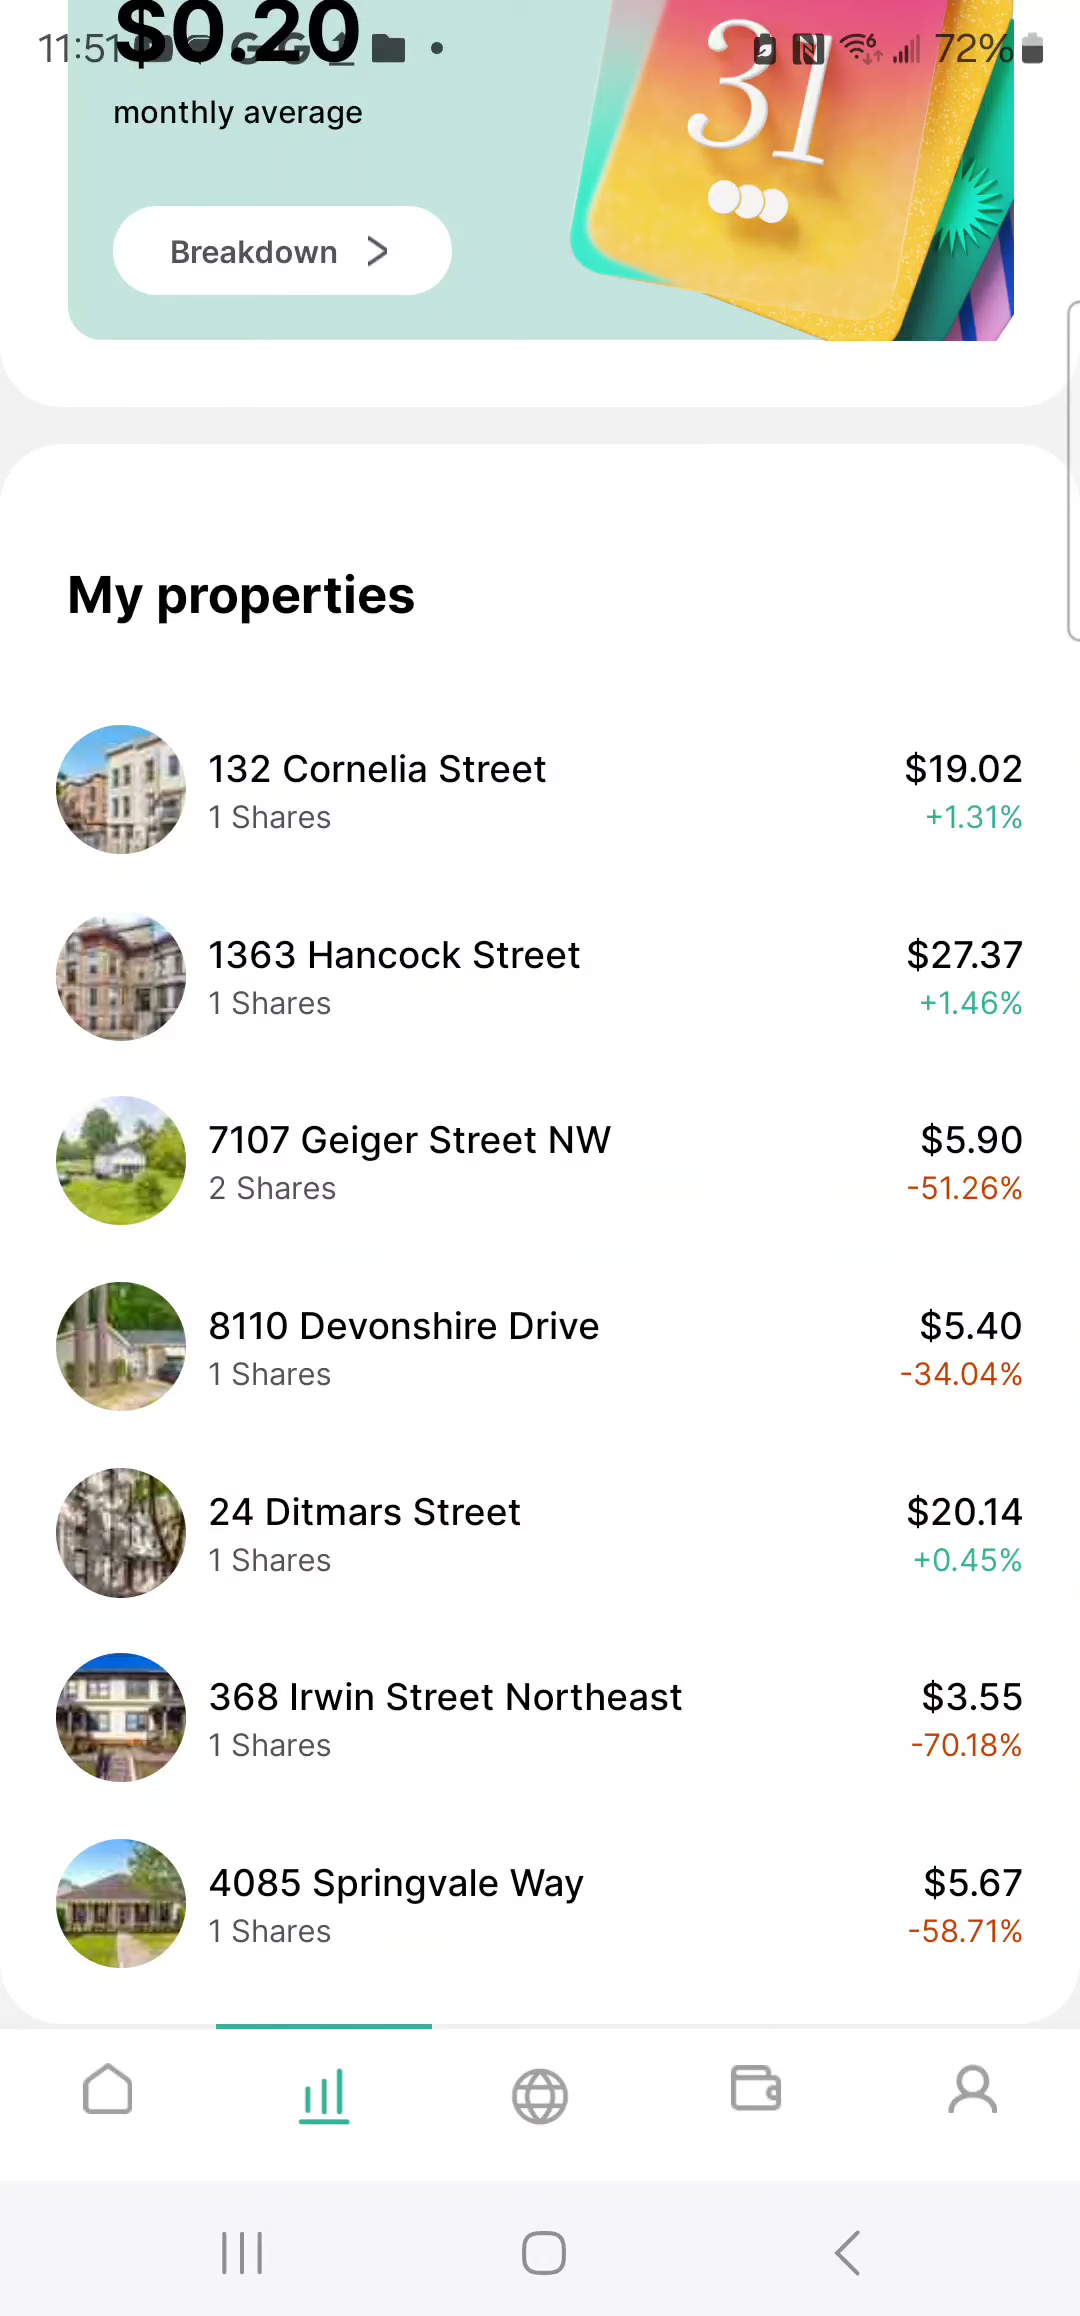 $0.20
11:51
72%
monthly average
31
Breakdown
My properties
132 Cornelia Street
$19.02
1 Shares
+1.31%
1363 Hancock Street
$27.37
1 Shares
+1.46%
7107 Geiger Street NW
$5.90
2 Shares
-51.26%
8110 Devonshire Drive
$5.40
1 Shares
-34.04%
24 Ditmars Street
$20.14
1 Shares
+0.45%
368 Irwin Street Northeast
$3.55
1 Shares
-70.18%
4085 Springvale Way
$5.67
1 Shares
-58.71%